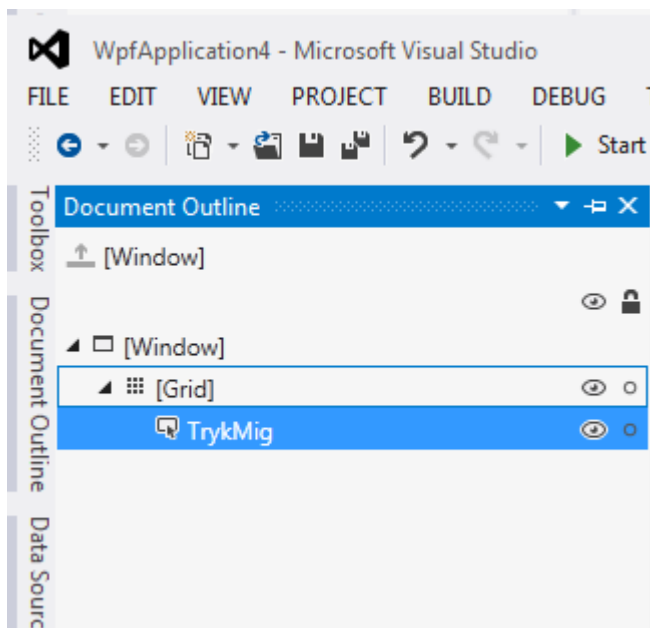 WpfApplication4 - Microsoft Visual Studio
FILE EDIT VIEW PROJECT BUILD DEBUG
Start
Toolbox
Document Outline
Data Sourc
Document Outline
[Window]
[Window]
[Grid]
TrykMig